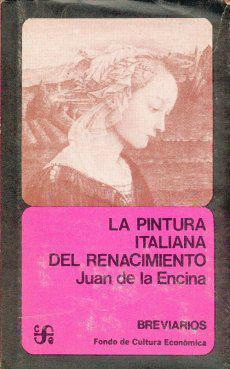 LA PINTURA
ITALIANA
DEL RENACIMIENTO
Juan de la Encina
BREVIARIOS
Fondo de Cultura Económica